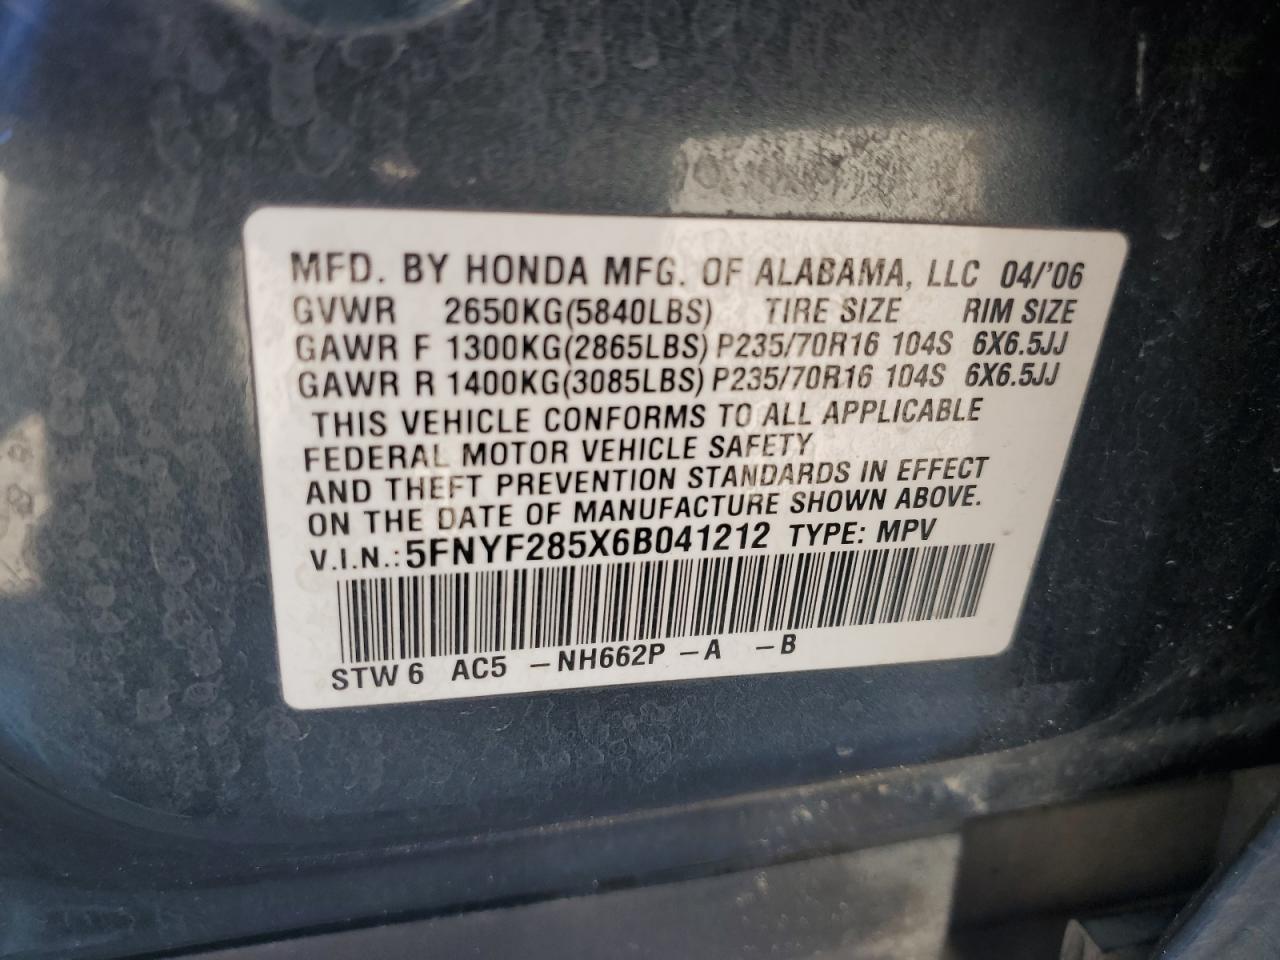 MFD. BY HONDA MFG. OF ALABAMA, LLC 04/'06
GVWR 2650KG(5840LBS) TIRE SIZE RIM SIZE
GAWR F 1300KG(2865LBS) P235/70R16 104S 6X6.5JJ
GAWR R 1400KG(3085LBS) P235/70R16 104S 6X6.5JJ
THIS VEHICLE CONFORMS TO ALL APPLICABLE
FEDERAL MOTOR VEHICLE SAFETY
AND THEFT PREVENTION STANDARDS IN EFFECT
ON THE DATE OF MANUFACTURE SHOWN ABOVE.
V.I.N.: 5FNYF285X6B041212 TYPE: MPV
STW 6 AC5 -NH662P -A -B